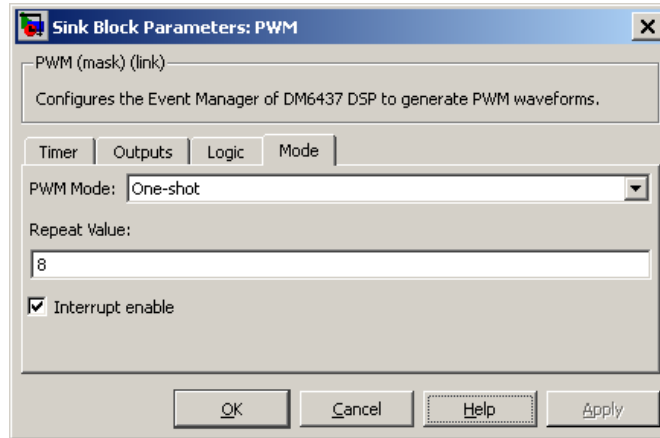 Sink Block Parameters: PWM
PWM (mask) (link)
Configures the Event Manager of DM6437 DSP to generate PWM waveforms.
Timer Outputs Logic Mode
PWM Mode: One-shot
Repeat Value:
8
Interrupt enable
OK Cancel Help Apply